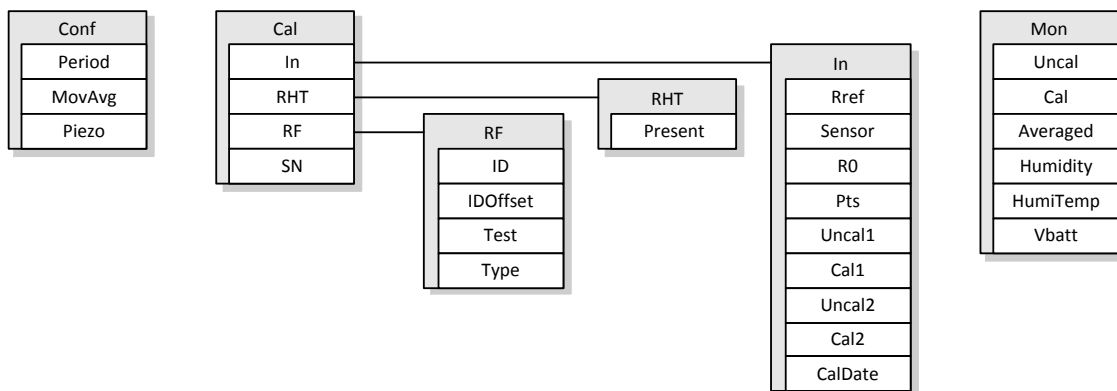 Conf
Period
MovAvg
Piezo
Cal
In
RHT
RF
SN
RF
ID
IDOffset
Test
Type
RHT
Present
In
Rref
Sensor
R0
Pts
Uncal1
Cal1
Uncal2
Cal2
CalDate
Mon
Uncal
Cal
Averaged
Humidity
HumiTemp
Vbatt